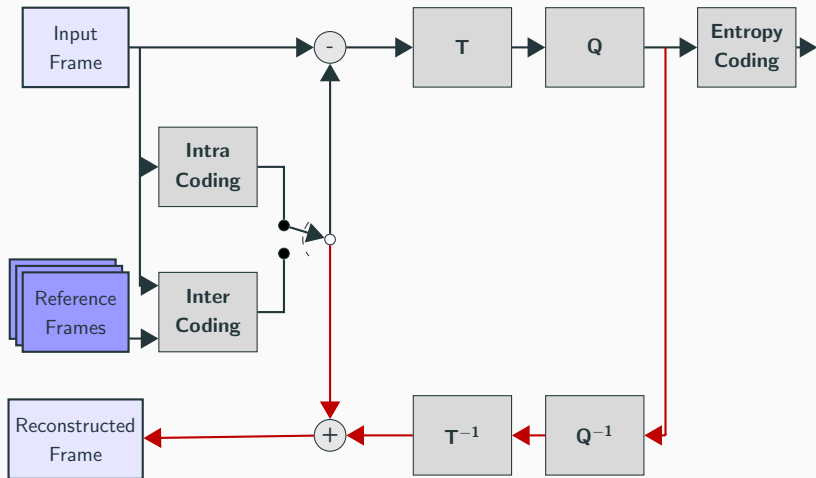 Input
Frame
-
T
Q
Entropy
Coding
Intra
Coding
Reference
Frames
Inter
Coding
Reconstructed
Frame
+
T⁻¹
Q⁻¹